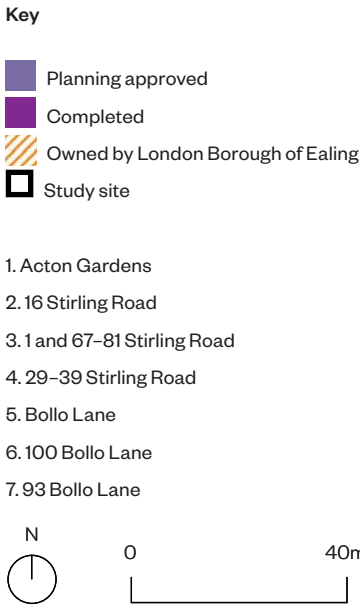 Key
Planning approved
Completed
Owned by London Borough of Ealing
Study site
1. Acton Gardens
2. 16 Stirling Road
3. 1 and 67–81 Stirling Road
4. 29–39 Stirling Road
5. Bollo Lane
6. 100 Bollo Lane
7. 93 Bollo Lane
N
0 40m